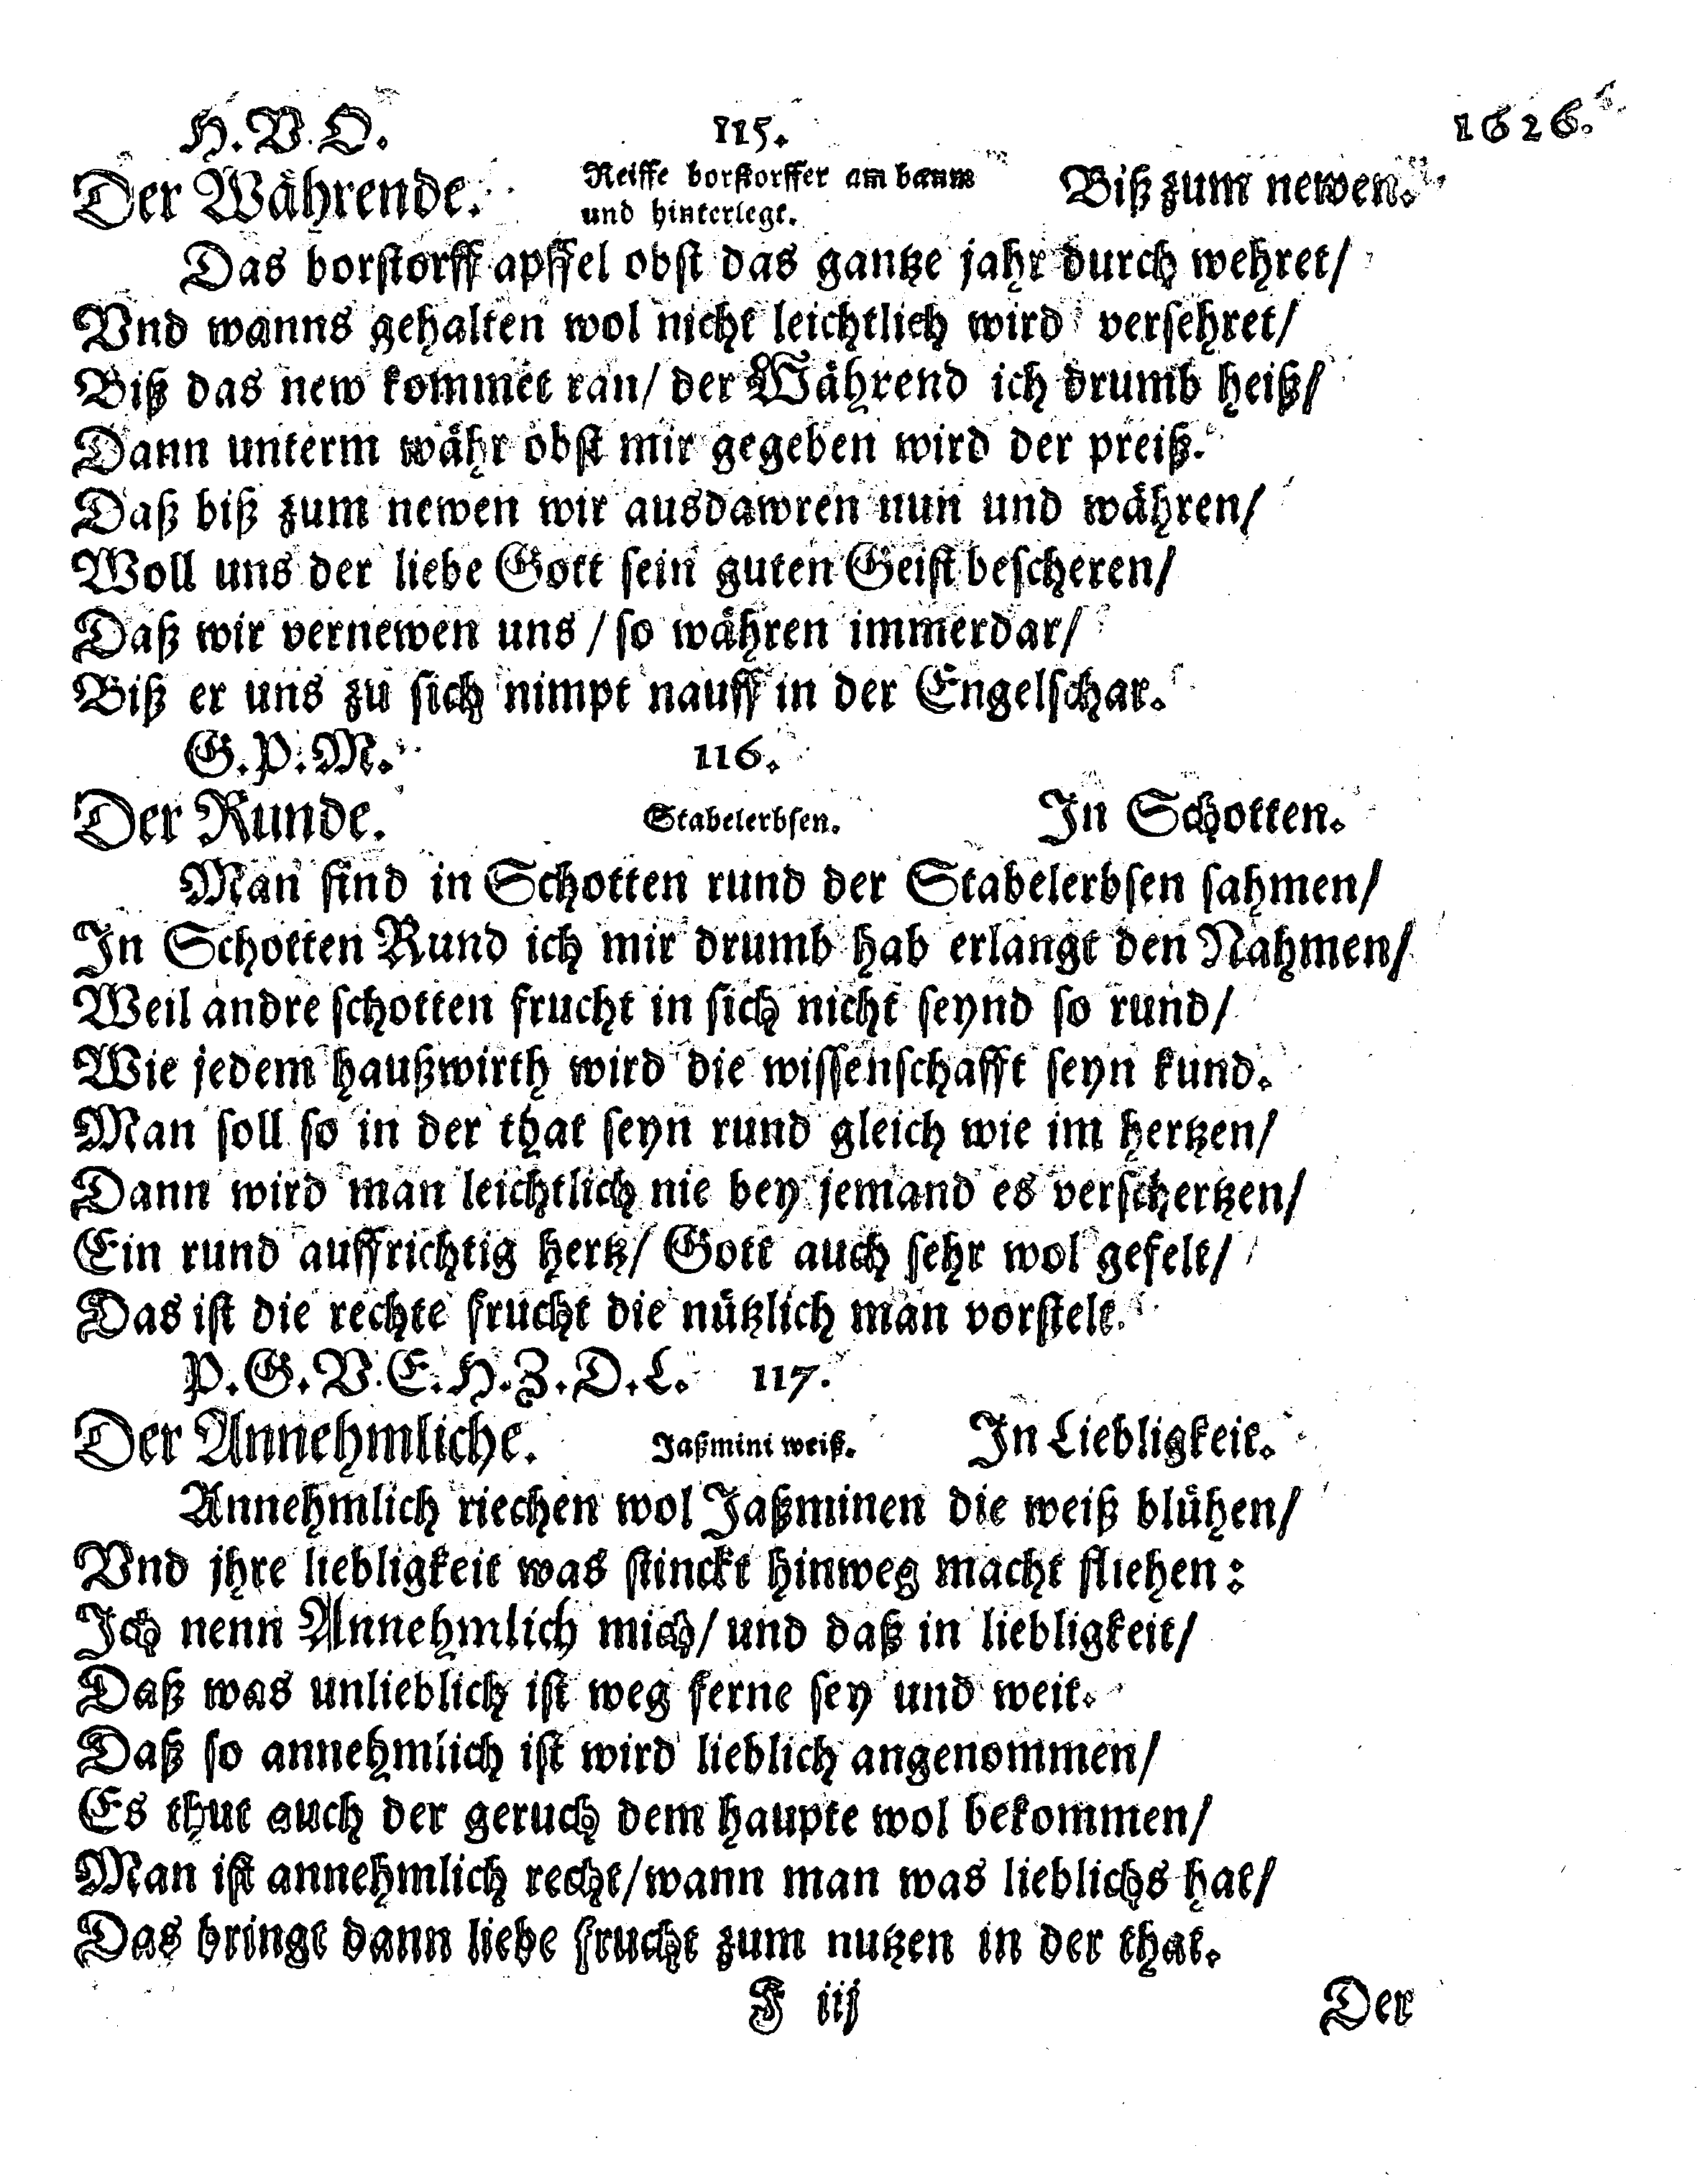 H. V. O. 115. 1626.
Der Währende. Reiffe borstorffer am baum Biß zum newen.
und hinterlegt.
Das borstorff apffel obst das gantze jahr durch wehret/
Vnd wanns gehalten wol nicht leichtlich wird versehret/
Biß das new kommet ran/ der Während ich drumb heiß/
Dann unterm währ obst mir gegeben wird der preiß.
Daß biß zum newen wir ausdawren nun und währen/
Woll uns der liebe Gott sein guten Geist bescheren/
Daß wir vernewen uns / so währen immerdar/
Biß er uns zu sich nimpt nauff in der Engelschar.
G. P. M. 116.
Der Runde. Stabelerbsen. In Schotten.
Man find in Schotten rund der Stabelerbsen sahmen/
In Schotten Rund ich mir drumb hab erlangt den Nahmen/
Weil andre schotten frucht in sich nicht seynd so rund/
Wie jedem haußwirth wird die wissenschafft seyn kund.
Man soll so in der that seyn rund gleich wie im hertzen/
Dann wird man leichtlich nie bey jemand es verschertzen/
Ein rund auffrichtig hertz/ Gott auch sehr wol gefelt/
Das ist die rechte frucht die nützlich man vorstelt.
P. G. V. E. H. Z. D. L. 117.
Der Annehmliche. Jaßmini weiß. In Liebligkeit.
Annehmlich riechen wol Jaßminen die weiß blühen/
Vnd jhre liebligkeit was stinckt hinweg macht fliehen:
Ich nenn Annehmlich mich/ und daß in liebligkeit/
Daß was unlieblich ist weg ferne sey und weit.
Daß so annehmlich ist wird lieblich angenommen/
Es thut auch der geruch dem haupte wol bekommen/
Man ist annehmlich recht/wann man was lieblichs hat/
Das bringt dann liebe frucht zum nutzen in der that.
F iij Der